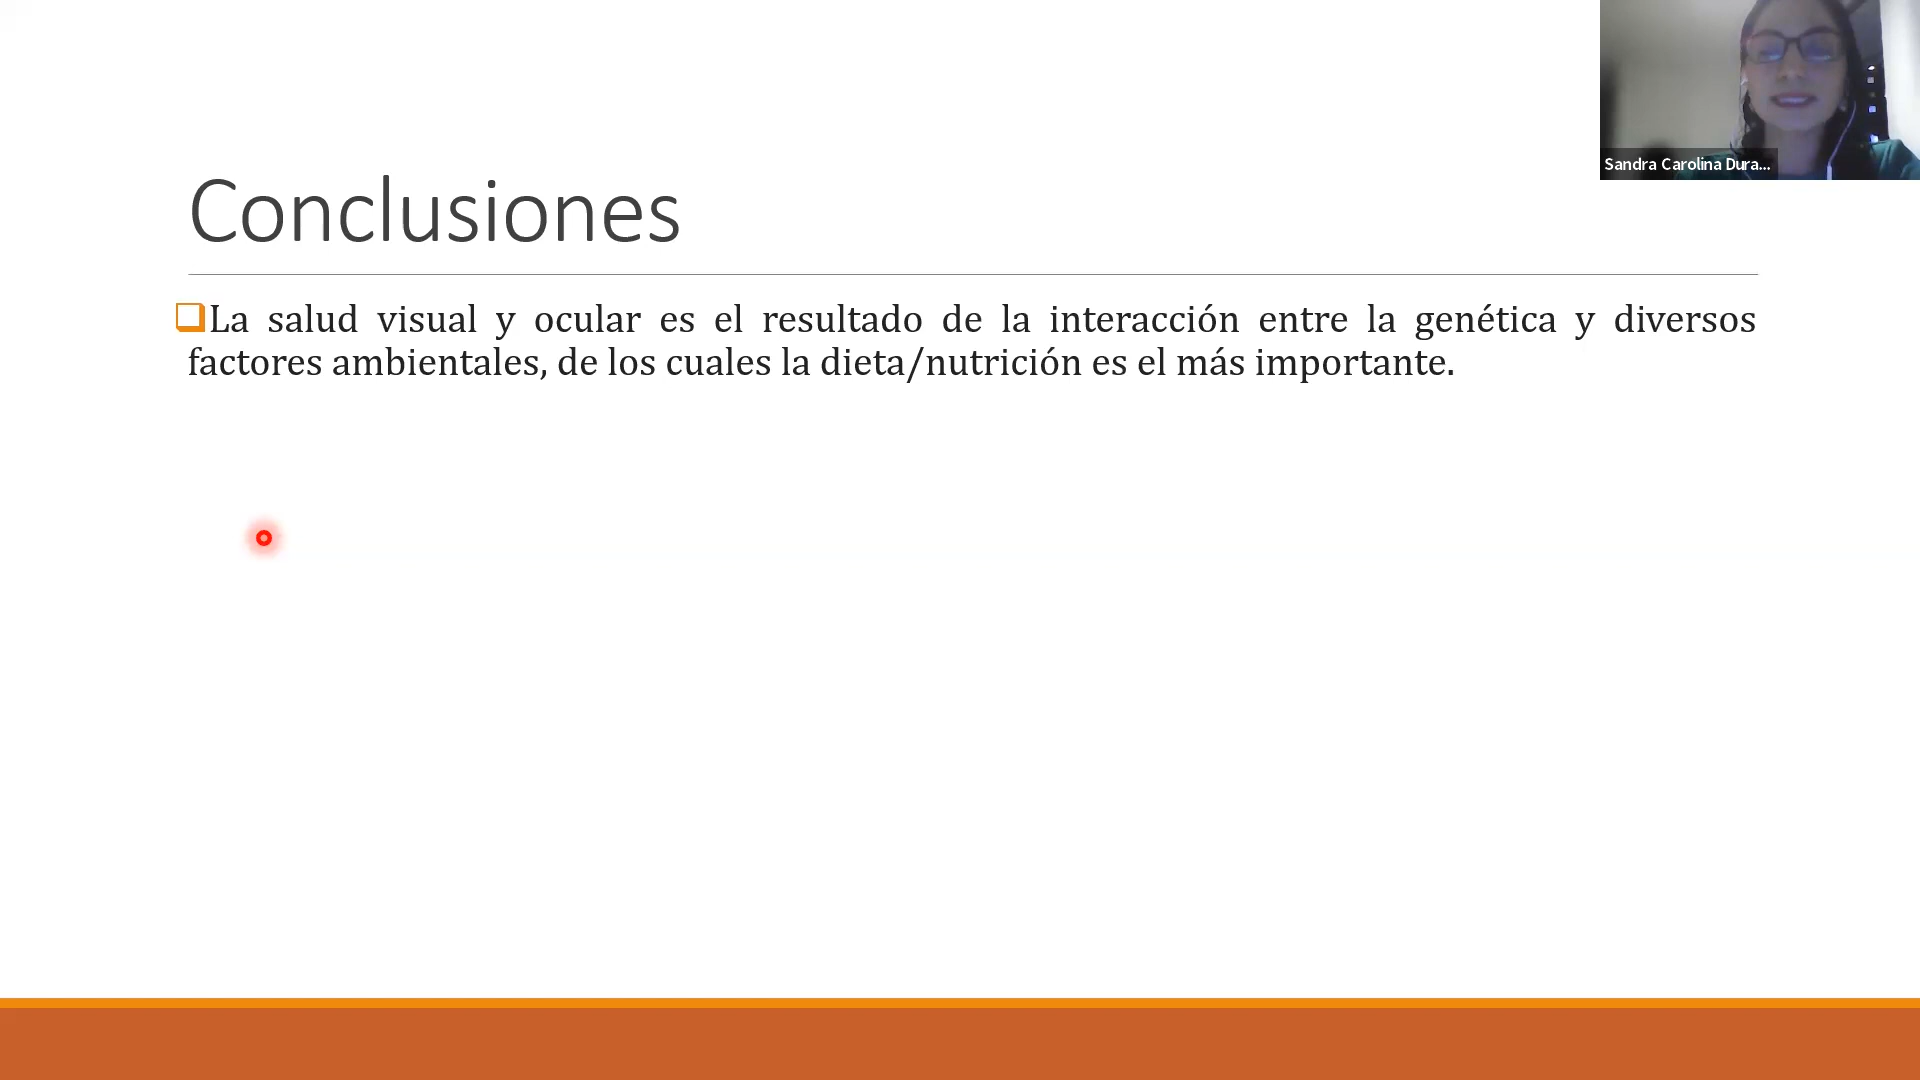 Sandra Carolina Dura...
Conclusiones
La salud visual y ocular es el resultado de la interacción entre la genética y diversos
factores ambientales, de los cuales la dieta/nutrición es el más importante.